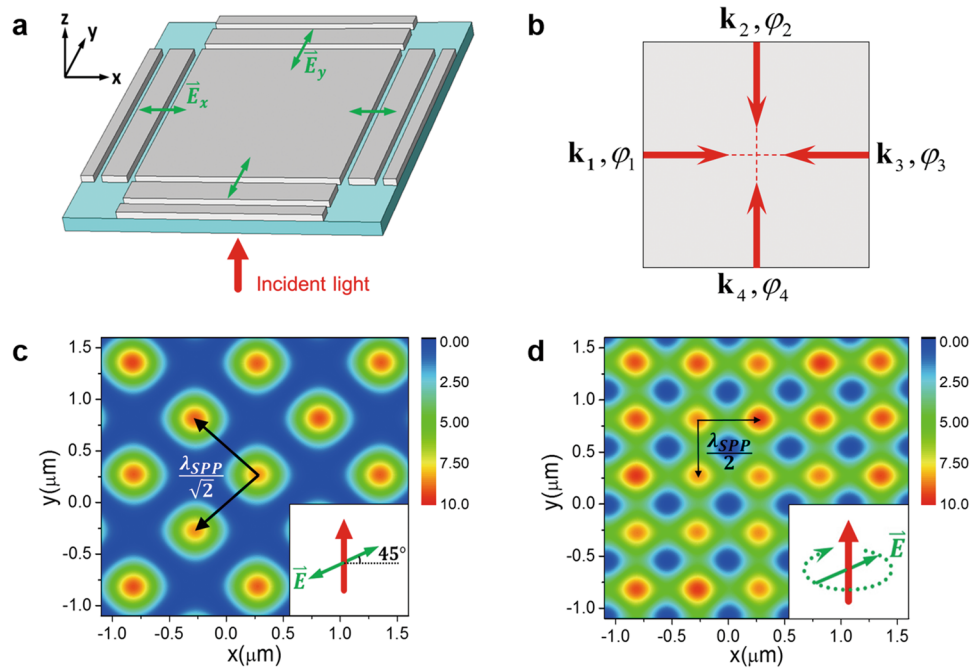 a
z
y
x
E⃗x
E⃗y
Incident light
b
k2, φ2
k1, φ1
k3, φ3
k4, φ4
c
1.5
1.0
0.5
0.0
-0.5
-1.0
y(μm)
-1.0 -0.5 0.0 0.5 1.0 1.5
x(μm)
λSPP
√2
E⃗
45°
0.00
2.50
5.00
7.50
10.0
d
1.5
1.0
0.5
0.0
-0.5
-1.0
y(μm)
-1.0 -0.5 0.0 0.5 1.0 1.5
x(μm)
λSPP
2
E⃗
0.00
2.50
5.00
7.50
10.0